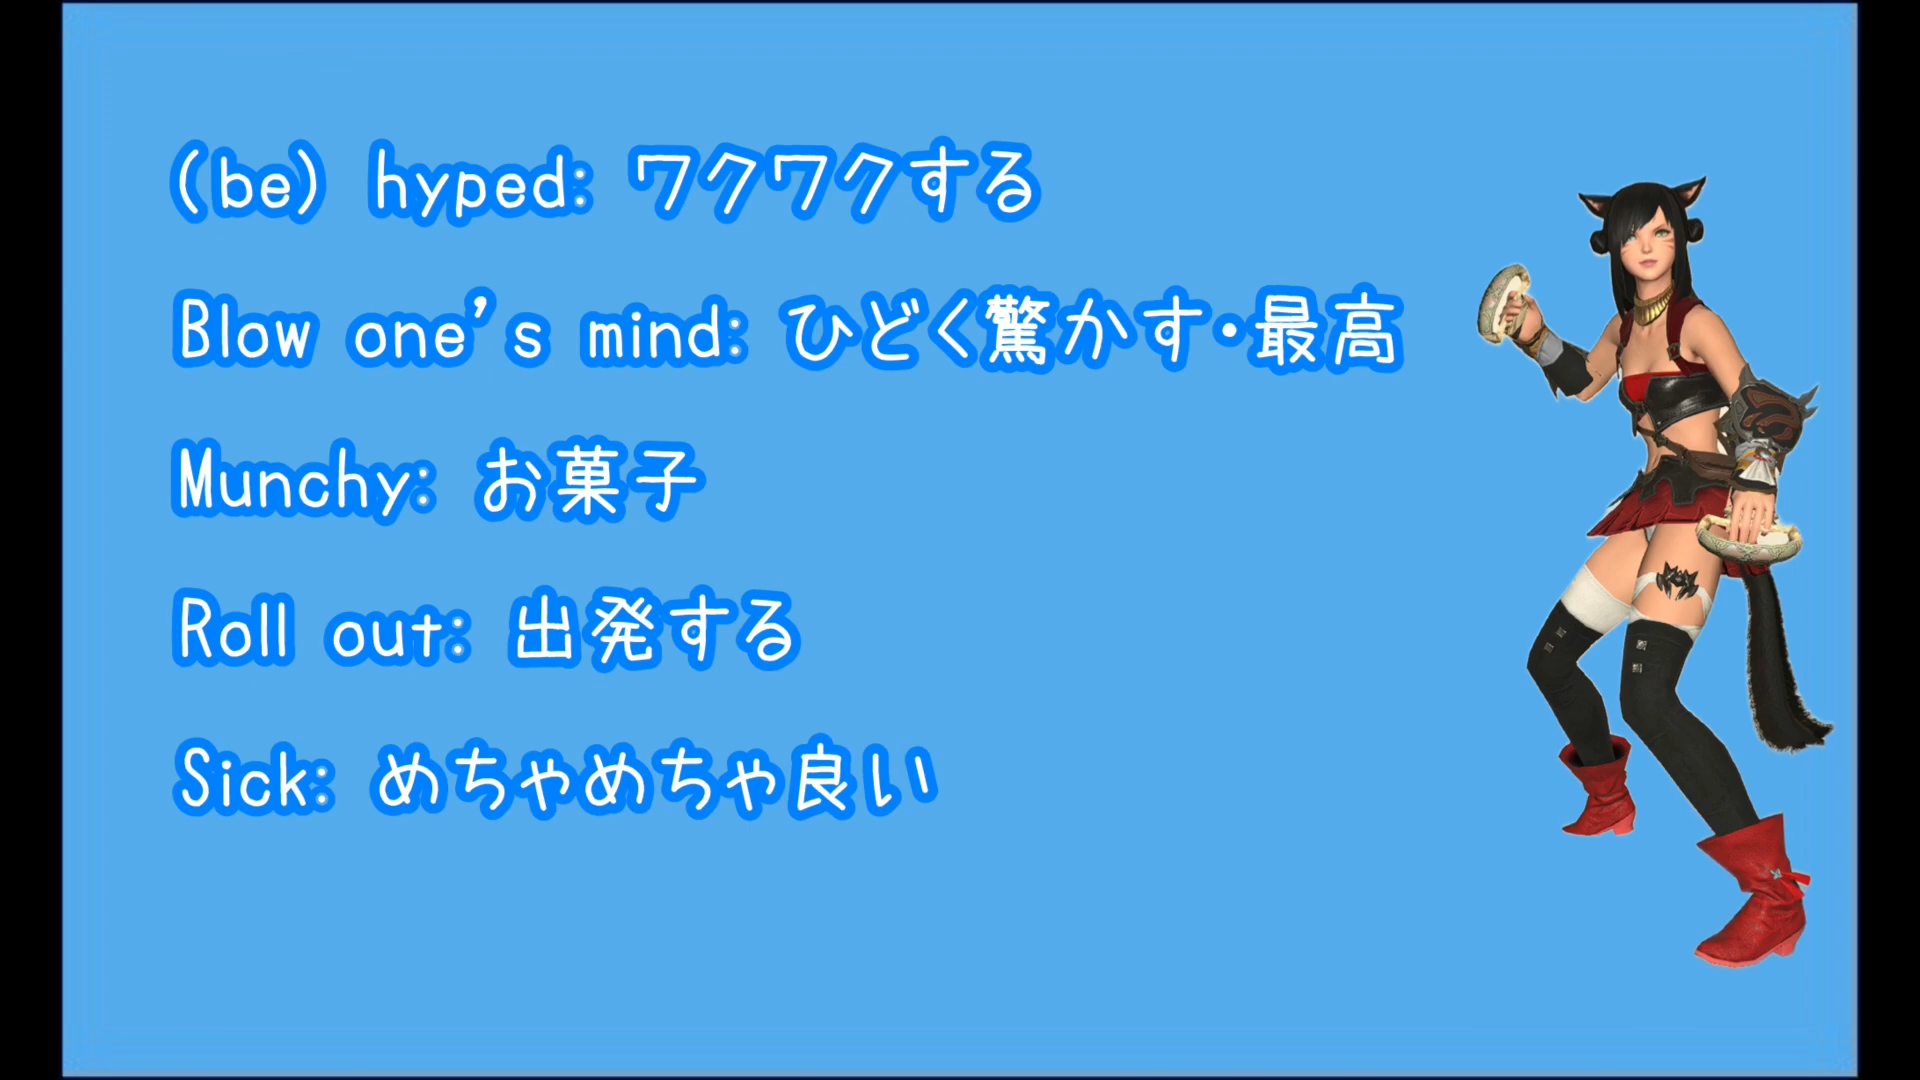 (be) hyped: ワクワクする
Blow one's mind: ひどく驚かす・最高
Munchy: お菓子
Roll out: 出発する
Sick: めちゃめちゃ良い